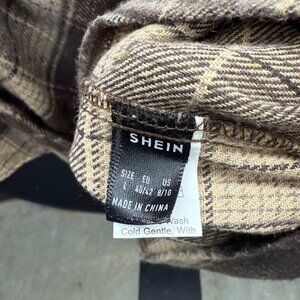 SHEIN
SIZE EU US
L 40/42 8/10
MADE IN CHINA
Wash
Cold Gentle, With